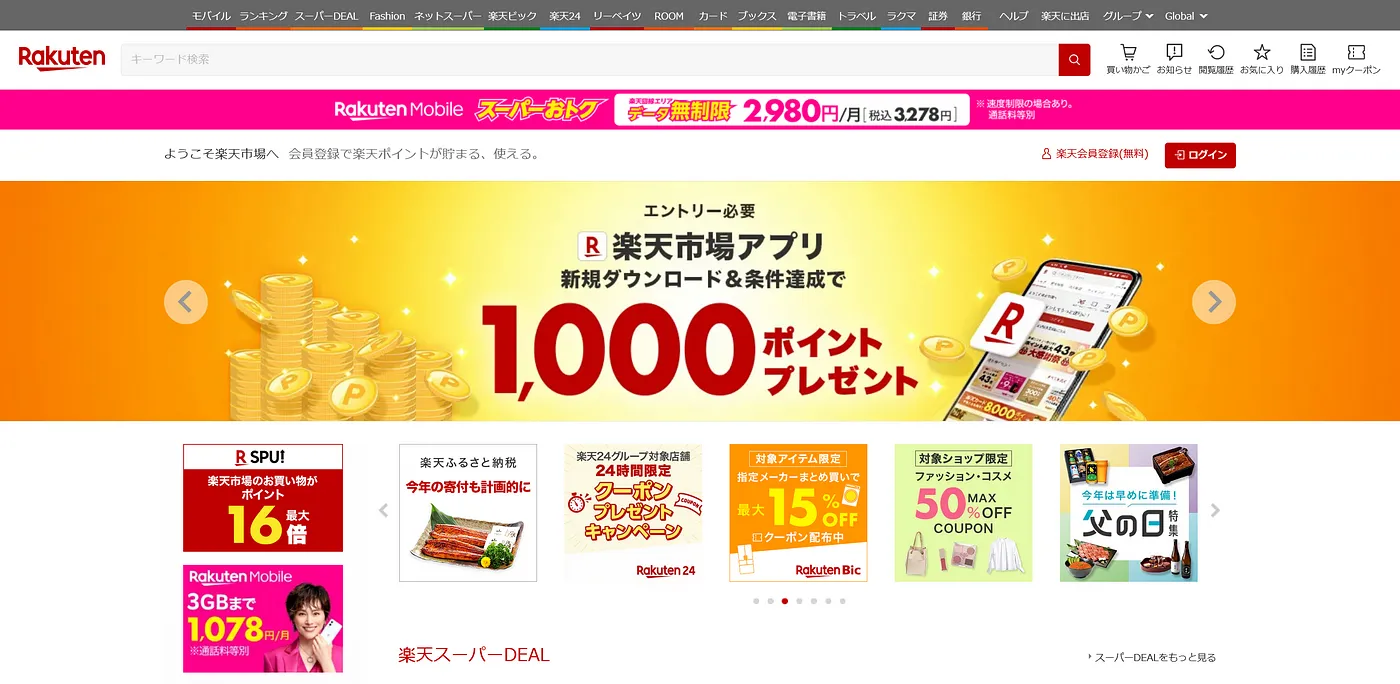 モバイル ランキング スーパーDEAL Fashion ネットスーパー 楽天ビック 楽天24 リーベイツ ROOM カード ブックス 電子書籍 トラベル ラクマ 証券 銀行 ヘルプ 楽天に出店 グループ Global
Rakuten
キーワード検索
買い物かご お知らせ 閲覧履歴 お気に入り 購入履歴 myクーポン
Rakuten Mobile スーパーおトク
楽天回線エリア
データ無制限 2,980円/月[税込3,278円]
※速度制限の場合あり。
通話料等別
ようこそ楽天市場へ 会員登録で楽天ポイントが貯まる、使える。
楽天会員登録(無料)
ログイン
エントリー必要
R 楽天市場アプリ
新規ダウンロード&条件達成で
1,000ポイント
プレゼント
R SPU!
楽天市場のお買い物が
ポイント
最大
16倍
Rakuten Mobile
3GBまで
1,078円/月
※通話料等別
楽天ふるさと納税
今年の寄付も計画的に
楽天24グループ対象店舗
24時間限定
クーポン
プレゼント
キャンペーン
COUPON
Rakuten 24
対象アイテム限定
指定メーカーまとめ買いで
最大15%OFF
クーポン配布中
Rakuten Bic
対象ショップ限定
ファッション・コスメ
50%OFF MAX
COUPON
今年は早めに準備!
父の日特集
楽天スーパーDEAL
スーパーDEALをもっと見る